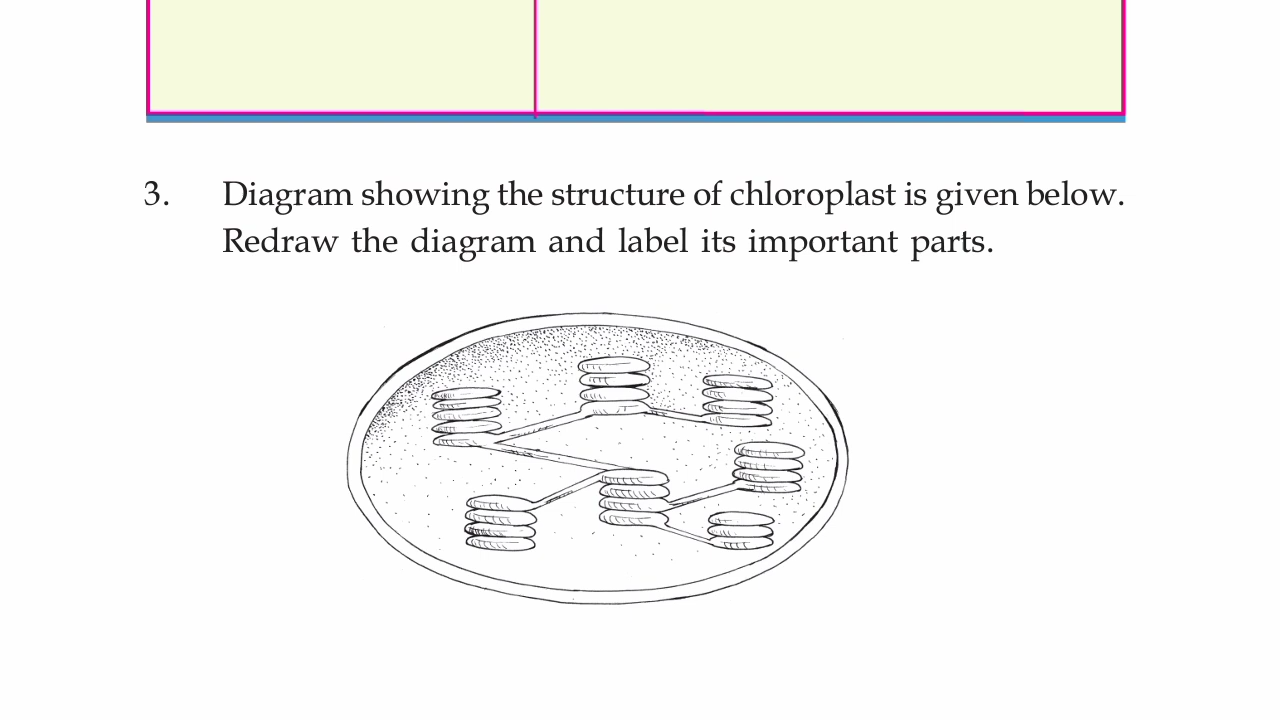 3. Diagram showing the structure of chloroplast is given below.
Redraw the diagram and label its important parts.